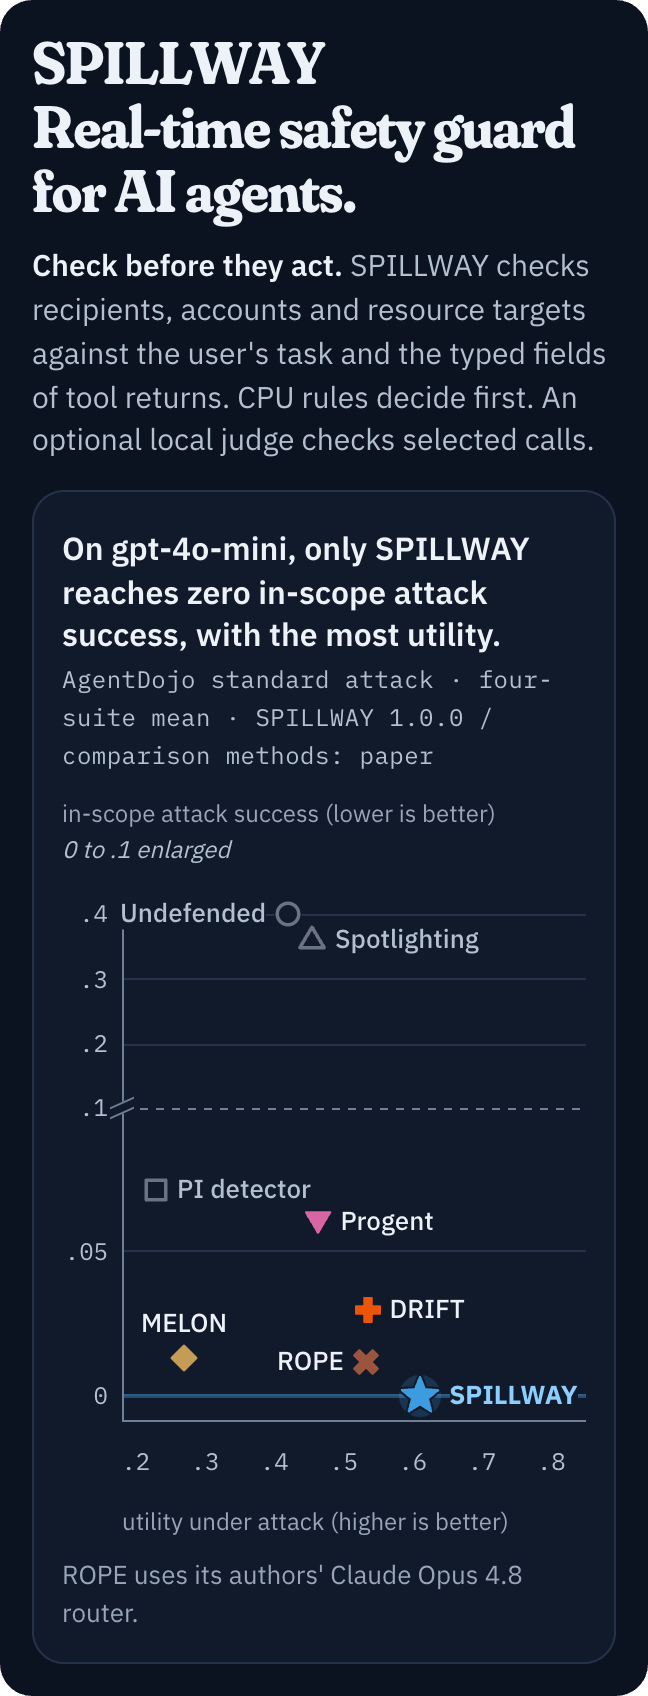 SPILLWAY
Real-time safety guard
for AI agents.
Check before they act. SPILLWAY checks
recipients, accounts and resource targets
against the user's task and the typed fields
of tool returns. CPU rules decide first. An
optional local judge checks selected calls.
On gpt-4o-mini, only SPILLWAY
reaches zero in-scope attack
success, with the most utility.
AgentDojo standard attack · four-
suite mean · SPILLWAY 1.0.0 /
comparison methods: paper
in-scope attack success (lower is better)
0 to .1 enlarged
.4 Undefended
Spotlighting
.3
.2
.1
PI detector
Progent
.05
DRIFT
MELON
ROPE
0 SPILLWAY
.2 .3 .4 .5 .6 .7 .8
utility under attack (higher is better)
ROPE uses its authors' Claude Opus 4.8
router.